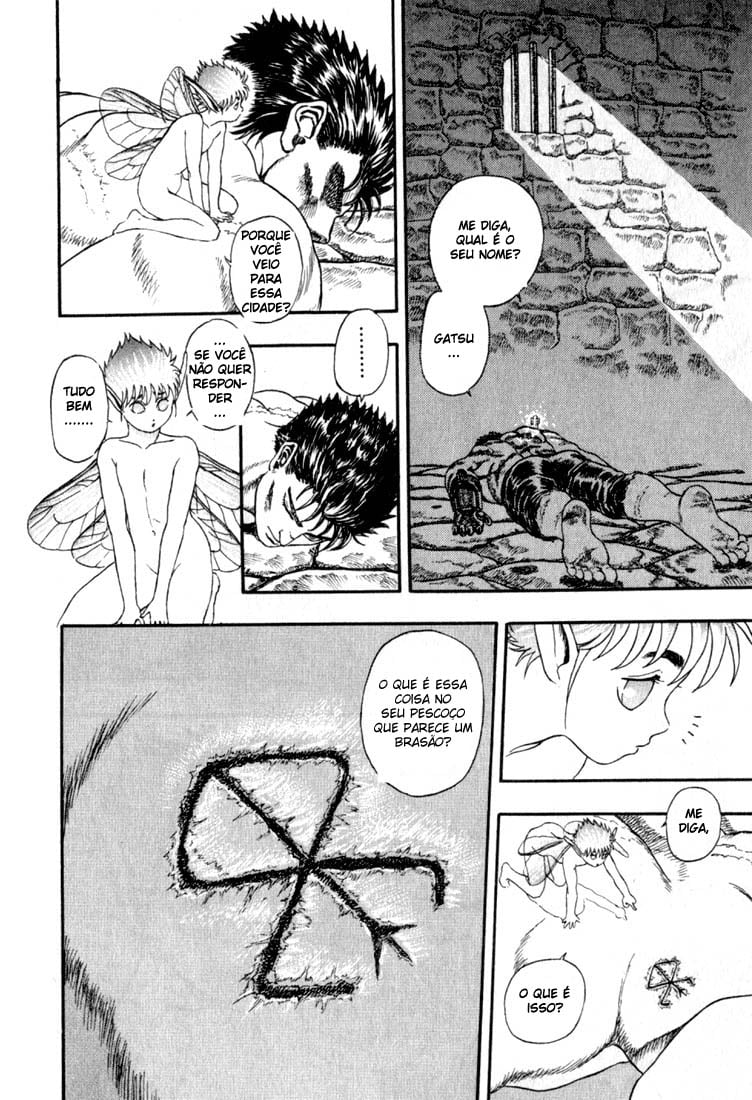 ME DIGA,
QUAL É O
SEU NOME?
GATSU
...
PORQUE
VOCÊ
VEIO
PARA
ESSA
CIDADE?
.........
...
SE VOCÊ
NÃO QUER
RESPON-
DER
...
TUDO
BEM
.......
ME
DIGA,
O QUE É
ISSO?
O QUE É ESSA
COISA NO
SEU PESCOÇO
QUE PARECE UM
BRASÀO?